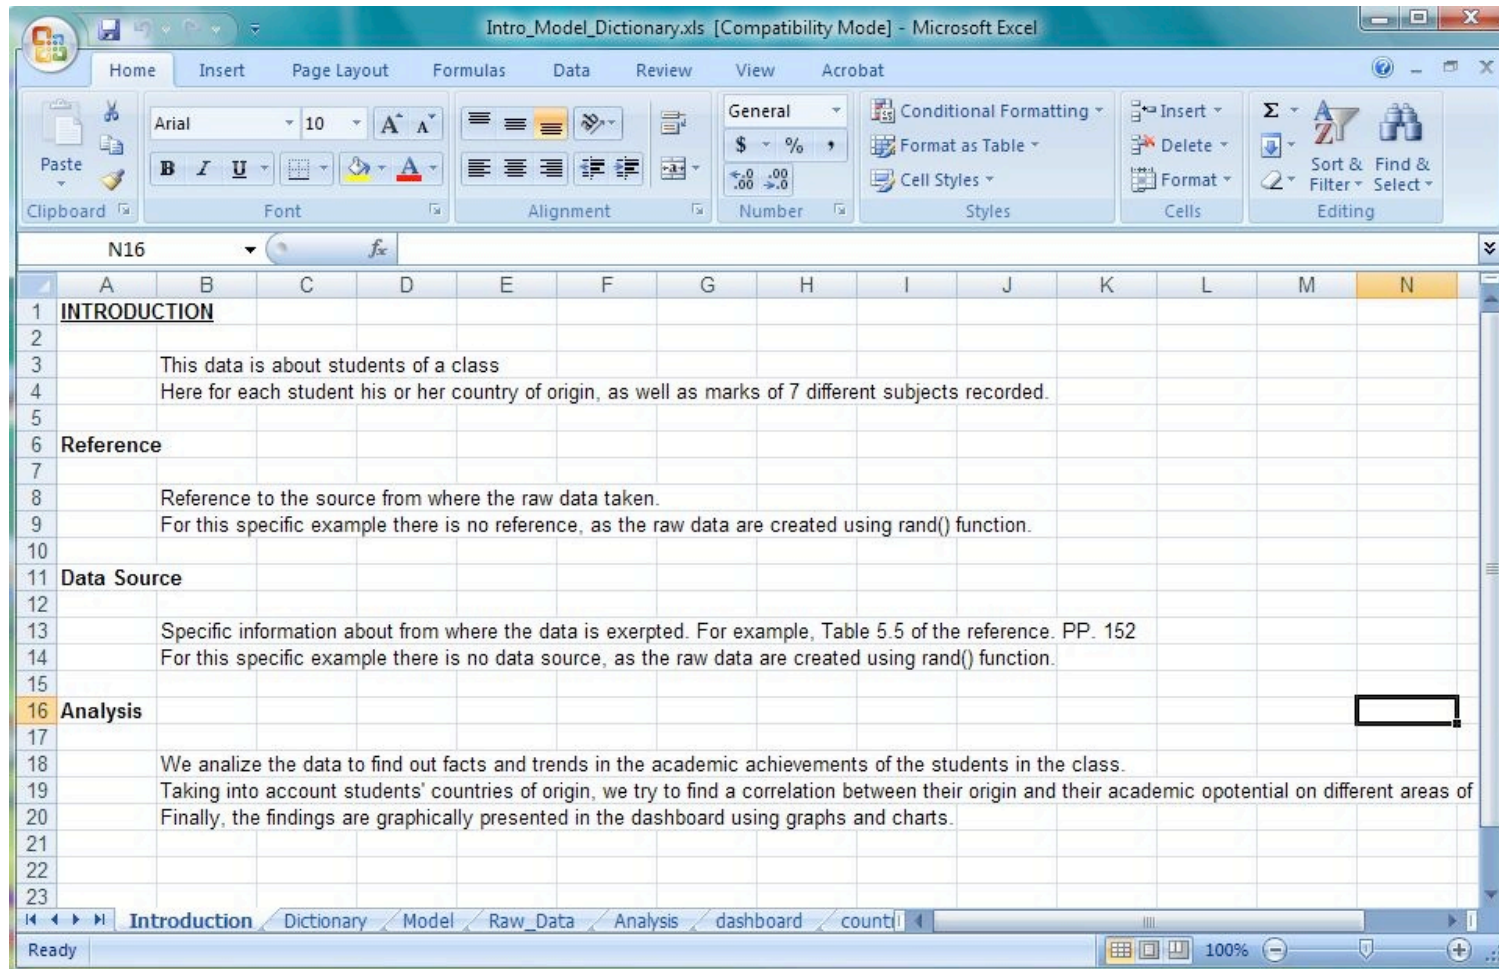 Intro_Model_Dictionary.xls [Compatibility Mode] - Microsoft Excel
Home Insert Page Layout Formulas Data Review View Acrobat
Paste
Clipboard
Arial 10
B I U
Font
Alignment
General
$ % ,
Number
Conditional Formatting
Format as Table
Cell Styles
Styles
Insert
Delete
Format
Cells
Σ
Sort & Filter
Find & Select
Editing
N16 fx
A B C D E F G H I J K L M N
1 INTRODUCTION
2
3 This data is about students of a class
4 Here for each student his or her country of origin, as well as marks of 7 different subjects recorded.
5
6 Reference
7
8 Reference to the source from where the raw data taken.
9 For this specific example there is no reference, as the raw data are created using rand() function.
10
11 Data Source
12
13 Specific information about from where the data is exerpted. For example, Table 5.5 of the reference. PP. 152
14 For this specific example there is no data source, as the raw data are created using rand() function.
15
16 Analysis
17
18 We analize the data to find out facts and trends in the academic achievements of the students in the class.
19 Taking into account students' countries of origin, we try to find a correlation between their origin and their academic opotential on different areas of
20 Finally, the findings are graphically presented in the dashboard using graphs and charts.
21
22
23
Introduction Dictionary Model Raw_Data Analysis dashboard count
Ready 100%